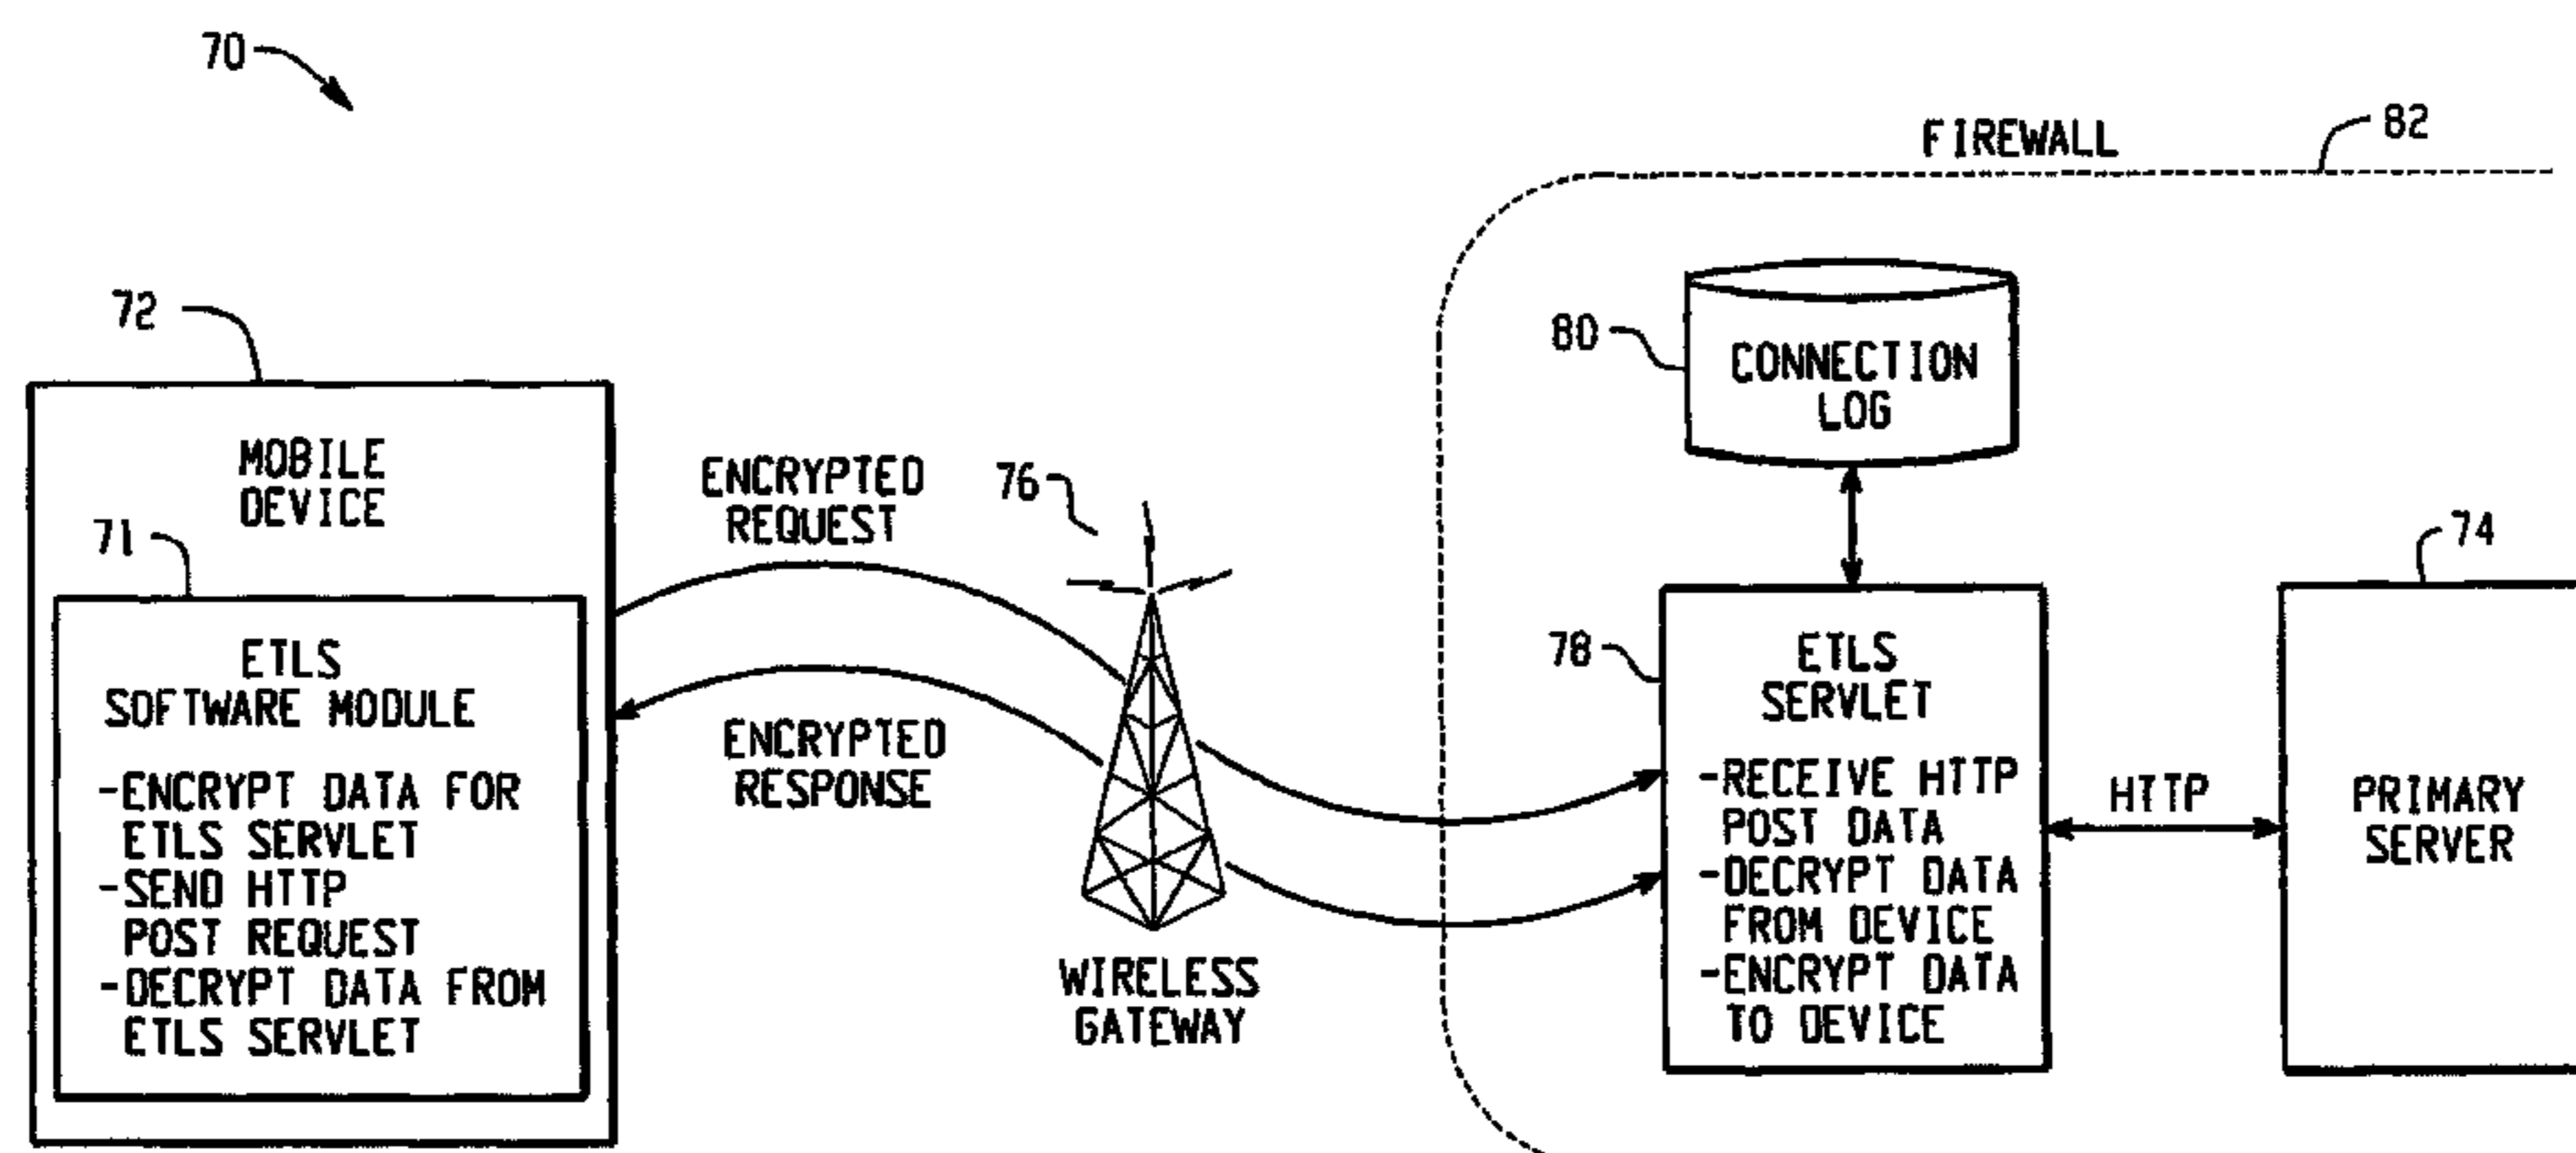 70
FIREWALL
82
72
80
CONNECTION
LOG
MOBILE
DEVICE
71
ETLS
SOFTWARE MODULE
-ENCRYPT DATA FOR
ETLS SERVLET
-SEND HTTP
POST REQUEST
-DECRYPT DATA FROM
ETLS SERVLET
ENCRYPTED
REQUEST
ENCRYPTED
RESPONSE
76
WIRELESS
GATEWAY
78
ETLS
SERVLET
-RECEIVE HTTP
POST DATA
-DECRYPT DATA
FROM DEVICE
-ENCRYPT DATA
TO DEVICE
HTTP
74
PRIMARY
SERVER